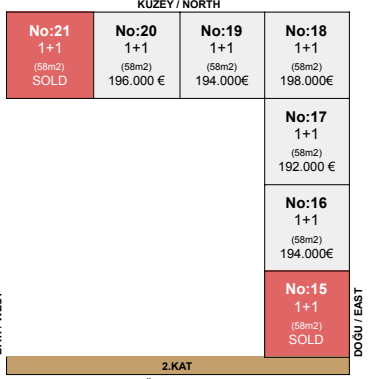 KUZEY / NORTH
No:21
1+1
(58m2)
SOLD
No:20
1+1
(58m2)
196.000 €
No:19
1+1
(58m2)
194.000€
No:18
1+1
(58m2)
198.000€
No:17
1+1
(58m2)
192.000 €
No:16
1+1
(58m2)
194.000€
No:15
1+1
(58m2)
SOLD
DOĞU / EAST
2.KAT